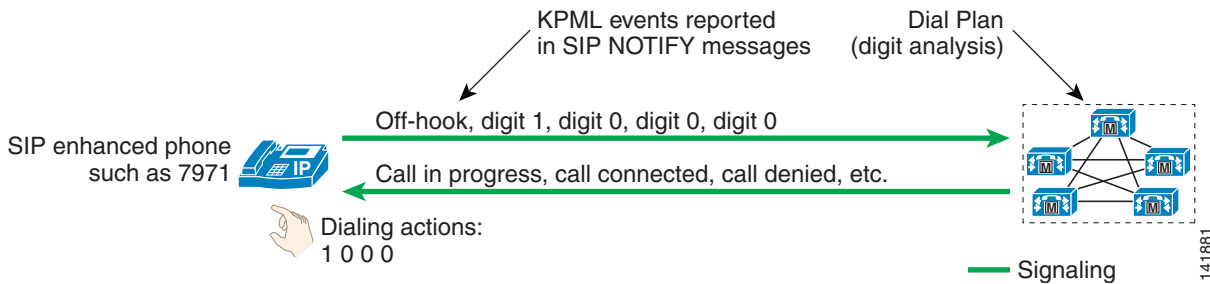 KPML events reported
in SIP NOTIFY messages
Dial Plan
(digit analysis)
Off-hook, digit 1, digit 0, digit 0, digit 0
SIP enhanced phone
such as 7971
IP
Call in progress, call connected, call denied, etc.
M
M
M
M
M
Dialing actions:
1 0 0 0
Signaling
141881